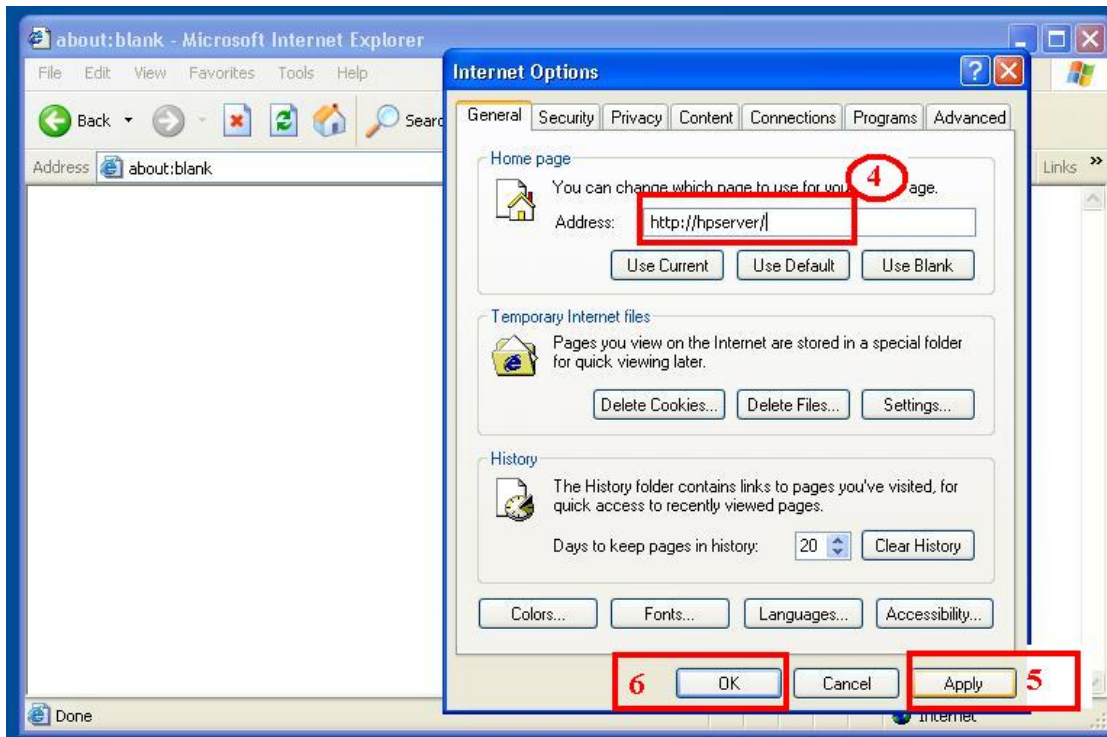 about:blank - Microsoft Internet Explorer
File Edit View Favorites Tools Help
Back Searc
Address about:blank Links »
Internet Options
General Security Privacy Content Connections Programs Advanced
Home page
You can change which page to use for you age.
4
Address: http://hpserver/
Use Current Use Default Use Blank
Temporary Internet files
Pages you view on the Internet are stored in a special folder
for quick viewing later.
Delete Cookies... Delete Files... Settings...
History
The History folder contains links to pages you've visited, for
quick access to recently viewed pages.
Days to keep pages in history: 20 Clear History
Colors... Fonts... Languages... Accessibility...
6 OK Cancel Apply 5
Done Internet